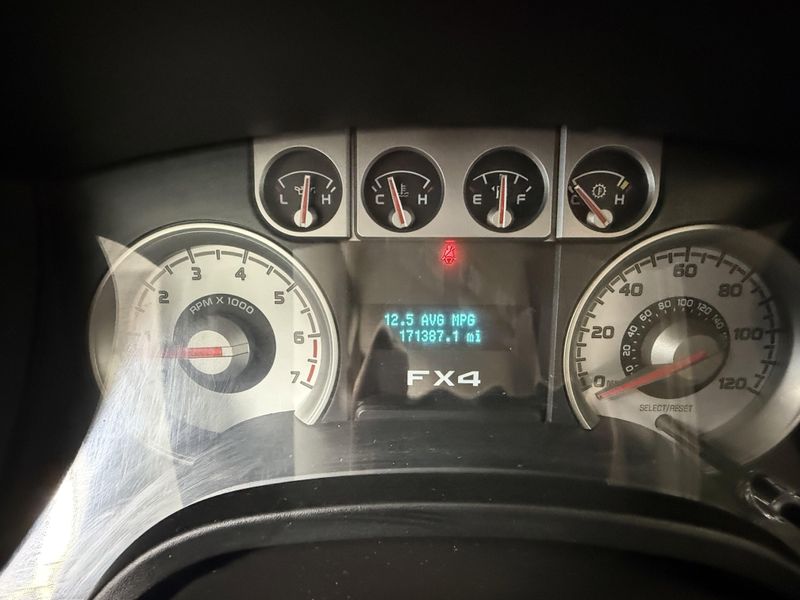 L H
C H
E F
C H
1 2 3 4 5 6 7
RPM X 1000
12.5 AVG MPG
171387.1 mi
FX4
0 20 40 60 80 100 120
0 20 40 60 80 100 120 140
SELECT/RESET